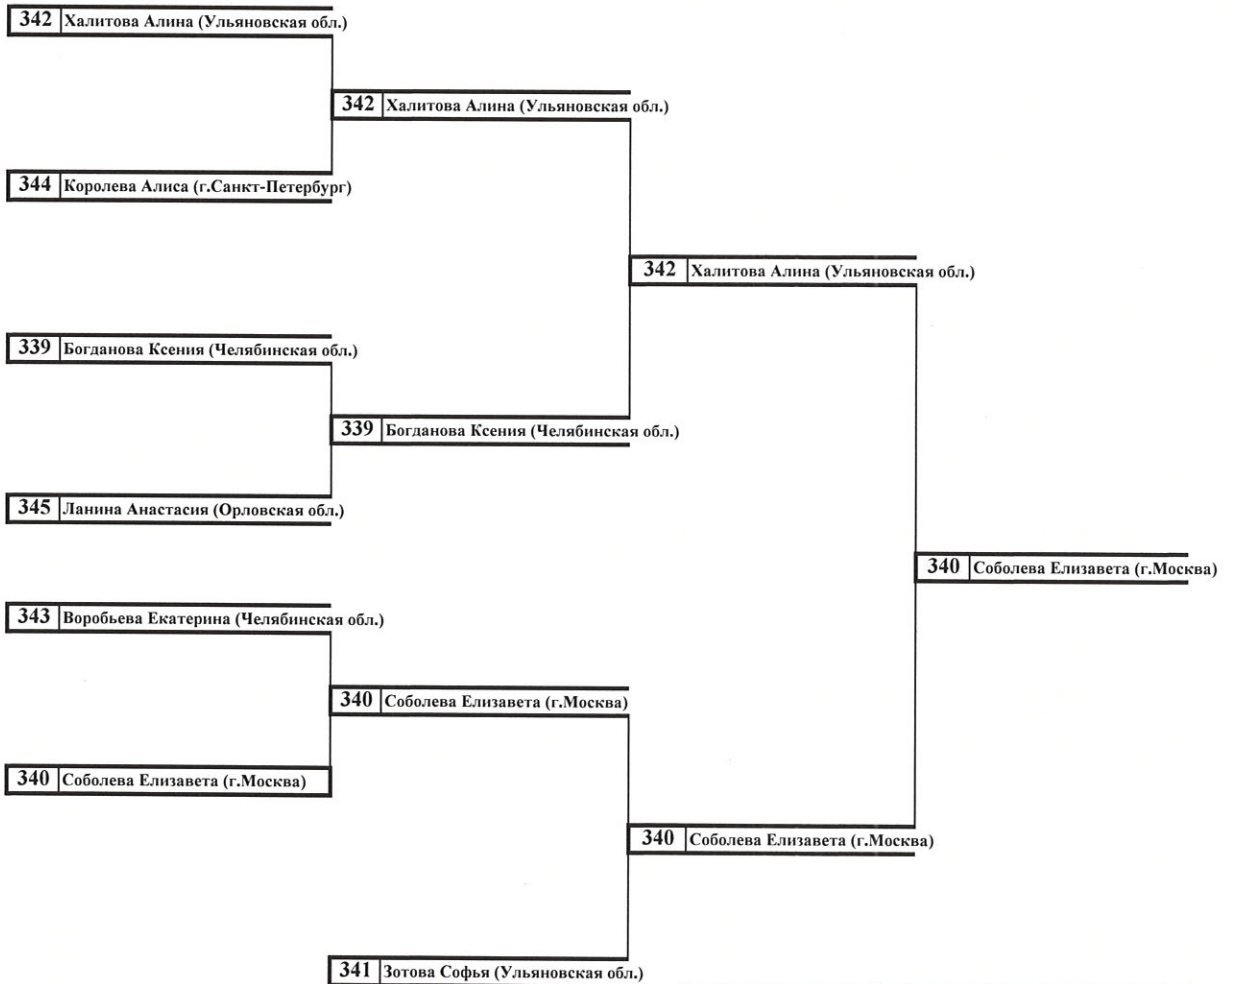 342 Халитова Алина (Ульяновская обл.)
342 Халитова Алина (Ульяновская обл.)
344 Королева Алиса (г.Санкт-Петербург)
342 Халитова Алина (Ульяновская обл.)
339 Богданова Ксения (Челябинская обл.)
339 Богданова Ксения (Челябинская обл.)
345 Ланина Анастасия (Орловская обл.)
340 Соболева Елизавета (г.Москва)
343 Воробьева Екатерина (Челябинская обл.)
340 Соболева Елизавета (г.Москва)
340 Соболева Елизавета (г.Москва)
340 Соболева Елизавета (г.Москва)
341 Зотова Софья (Ульяновская обл.)